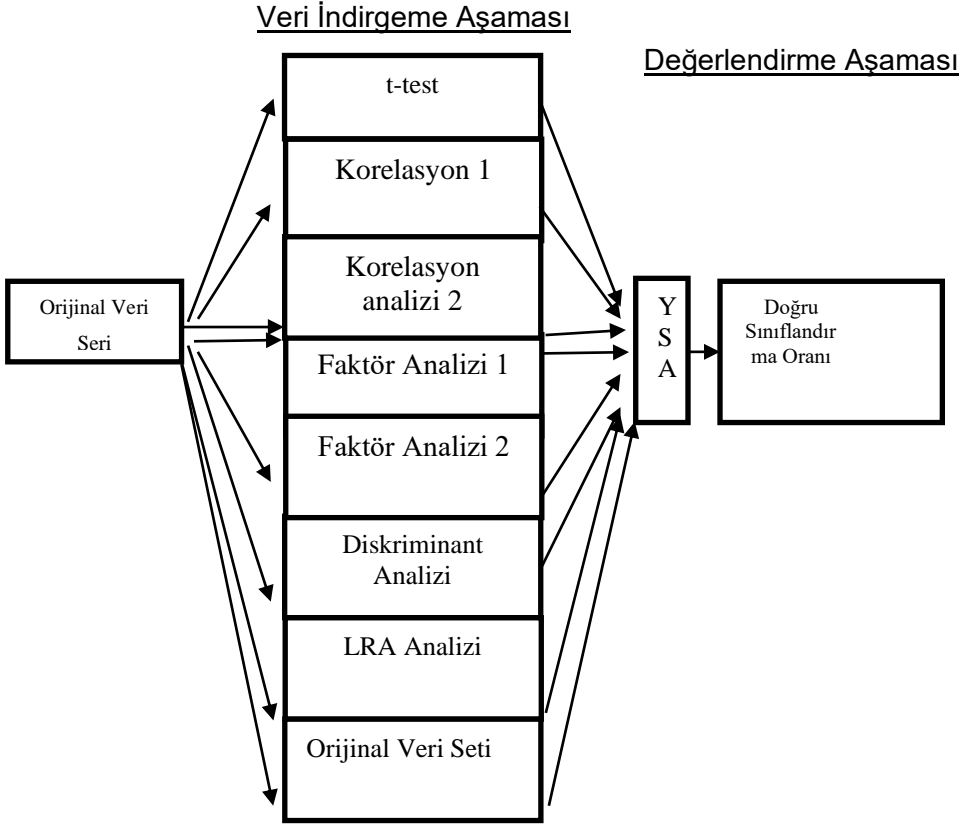 Veri İndirgeme Aşaması
Değerlendirme Aşaması
t-test
Korelasyon 1
Korelasyon
analizi 2
Faktör Analizi 1
Faktör Analizi 2
Diskriminant
Analizi
LRA Analizi
Orijinal Veri Seti
Orijinal Veri
Seri
Y
S
A
Doğru
Sınıflandır
ma Oranı